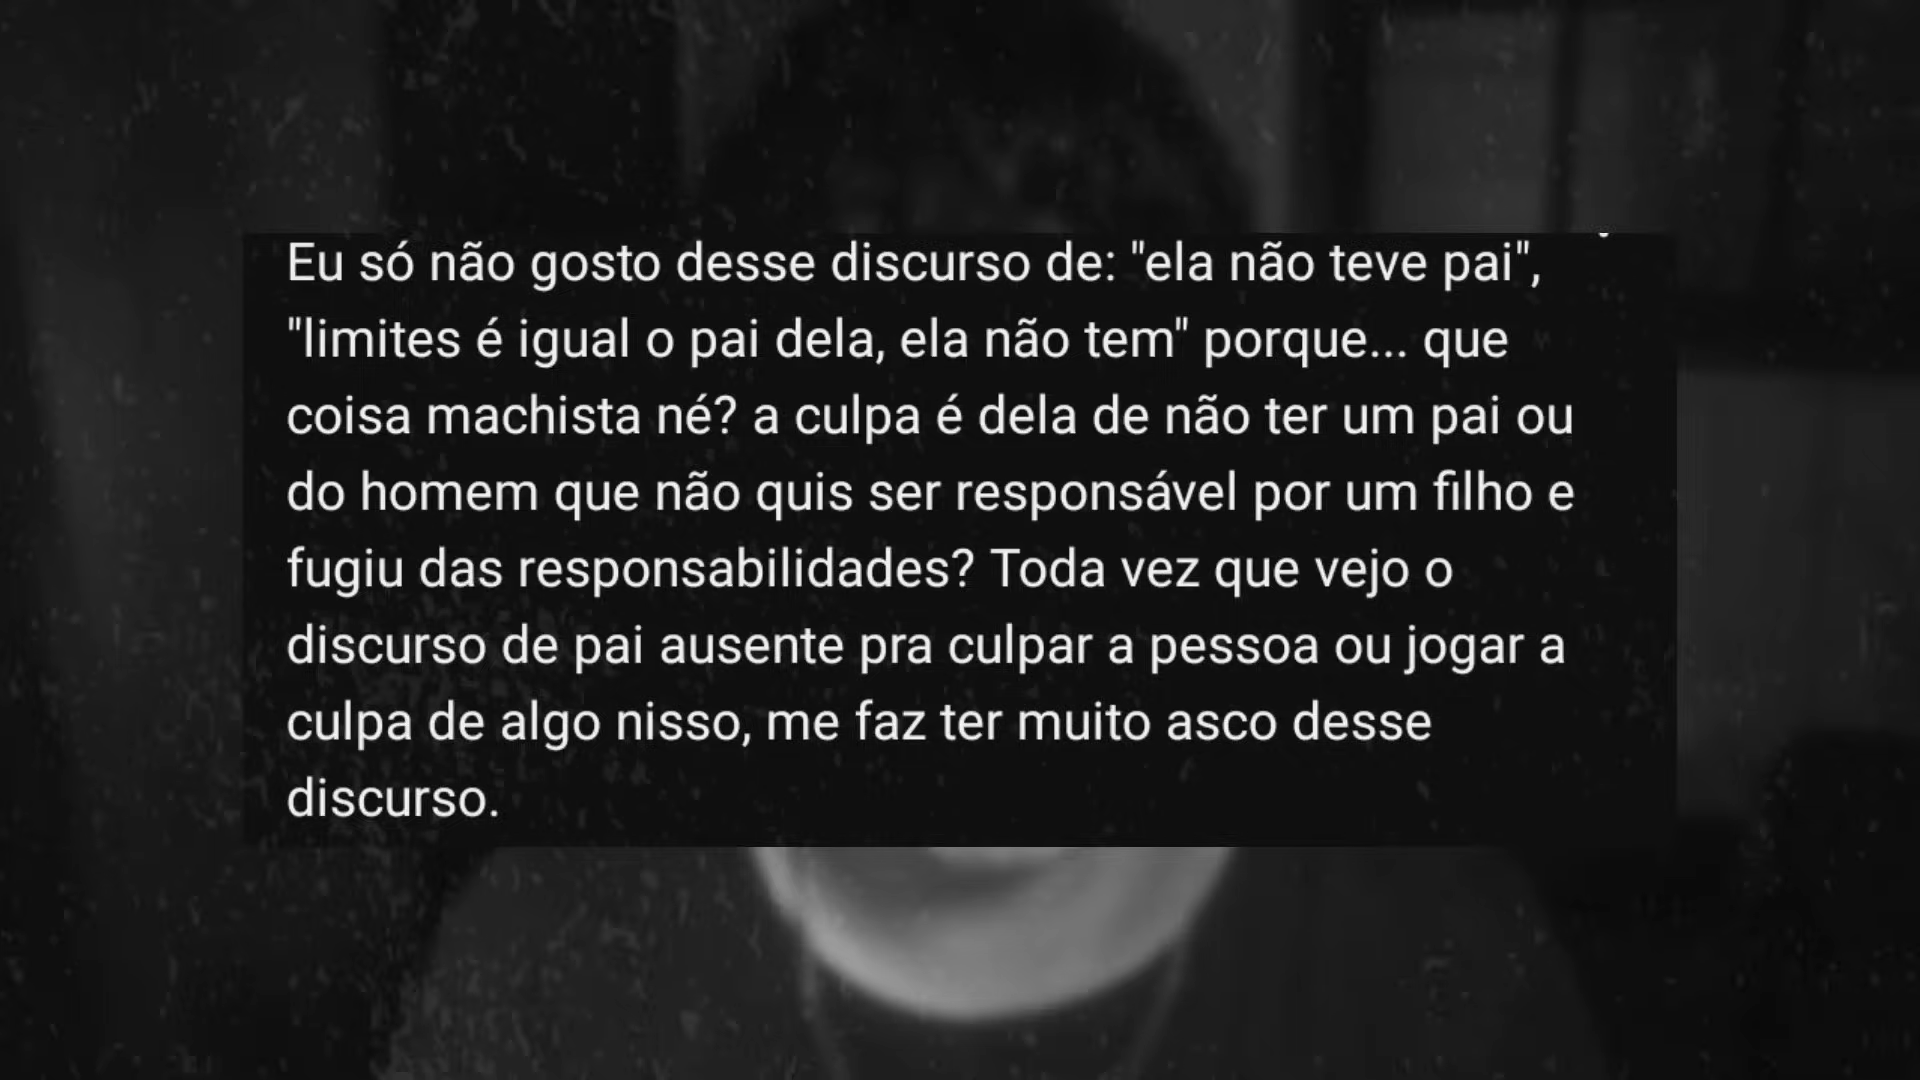 Eu só não gosto desse discurso de: "ela não teve pai",
"limites é igual o pai dela, ela não tem" porque... que
coisa machista né? a culpa é dela de não ter um pai ou
do homem que não quis ser responsável por um filho e
fugiu das responsabilidades? Toda vez que vejo o
discurso de pai ausente pra culpar a pessoa ou jogar a
culpa de algo nisso, me faz ter muito asco desse
discurso.